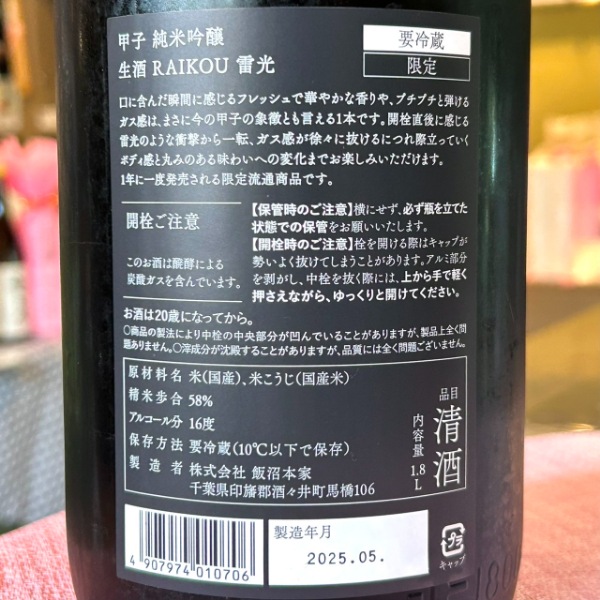 甲子 純米吟醸
生酒 RAIKOU 雷光
要冷蔵
限定
口に含んだ瞬間に感じるフレッシュで華やかな香りや、プチプチと弾ける
ガス感は、まさに今の甲子の象徴とも言える1本です。開栓直後に感じる
雷光のような衝撃から一転、ガス感が徐々に抜けるにつれ際立っていく
ボディ感と丸みのある味わいへの変化までお楽しみいただけます。
1年に一度発売される限定流通商品です。
開栓ご注意
このお酒は醗酵による
炭酸ガスを含んでいます。
【保管時のご注意】横にせず、必ず瓶を立てた
状態での保管をお願いいたします。
【開栓時のご注意】栓を開ける際はキャップが
勢いよく抜けてしまうことがあります。アルミ部分
を剥がし、中栓を抜く際には、上から手で軽く
押さえながら、ゆっくりと開けてください。
お酒は20歳になってから。
○商品の製法により中栓の中央部分が凹んでいることがありますが、製品上全く問
題ありません。○滓成分が沈殿することがありますが、品質には全く問題ございません。
原材料名 米(国産)、米こうじ(国産米)
精米歩合 58%
アルコール分 16度
保存方法 要冷蔵(10℃以下で保存)
製造者 株式会社 飯沼本家
千葉県印旛郡酒々井町馬橋106
品目
清酒
内容量
1.8L
4 907974 010706
製造年月
2025.05.
プラ
キャップ